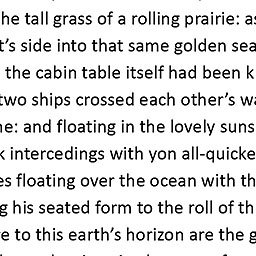 he tall grass of a rolling prairie: as
t’s side into that same golden sea
the cabin table itself had been k
two ships crossed each other’s wa
e: and floating in the lovely suns
k intercedings with yon all-quicke
es floating over the ocean with th
g his seated form to the roll of th
e to this earth’s horizon are the g